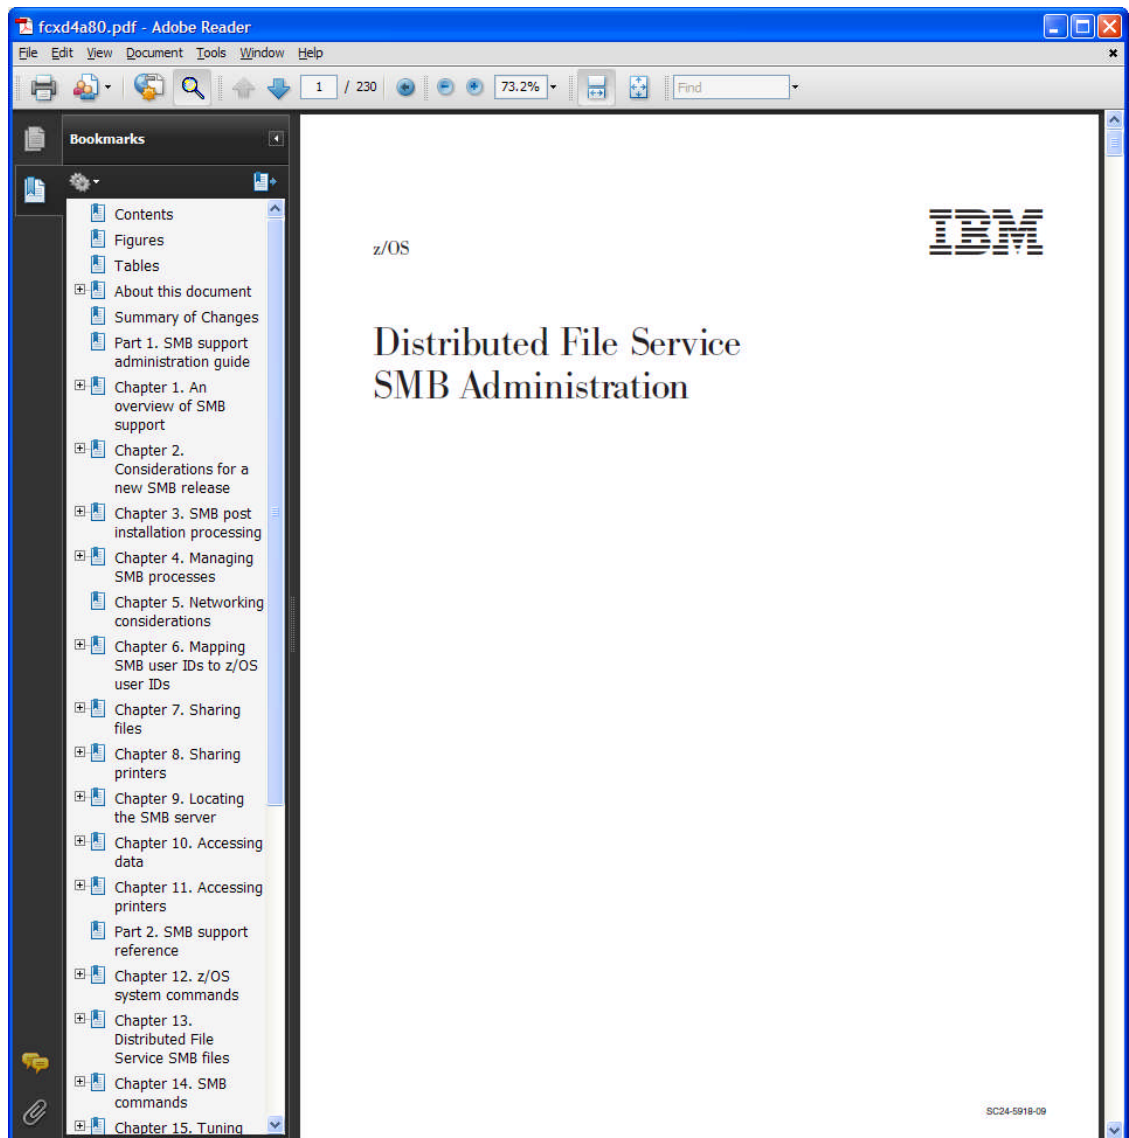 fcxd4a80.pdf - Adobe Reader
File Edit View Document Tools Window Help
1 / 230 73.2% Find
Bookmarks
Contents
Figures
Tables
About this document
Summary of Changes
Part 1. SMB support
administration guide
Chapter 1. An
overview of SMB
support
Chapter 2.
Considerations for a
new SMB release
Chapter 3. SMB post
installation processing
Chapter 4. Managing
SMB processes
Chapter 5. Networking
considerations
Chapter 6. Mapping
SMB user IDs to z/OS
user IDs
Chapter 7. Sharing
files
Chapter 8. Sharing
printers
Chapter 9. Locating
the SMB server
Chapter 10. Accessing
data
Chapter 11. Accessing
printers
Part 2. SMB support
reference
Chapter 12. z/OS
system commands
Chapter 13.
Distributed File
Service SMB files
Chapter 14. SMB
commands
Chapter 15. Tuning
IBM
z/OS
Distributed File Service
SMB Administration
SC24-5918-09